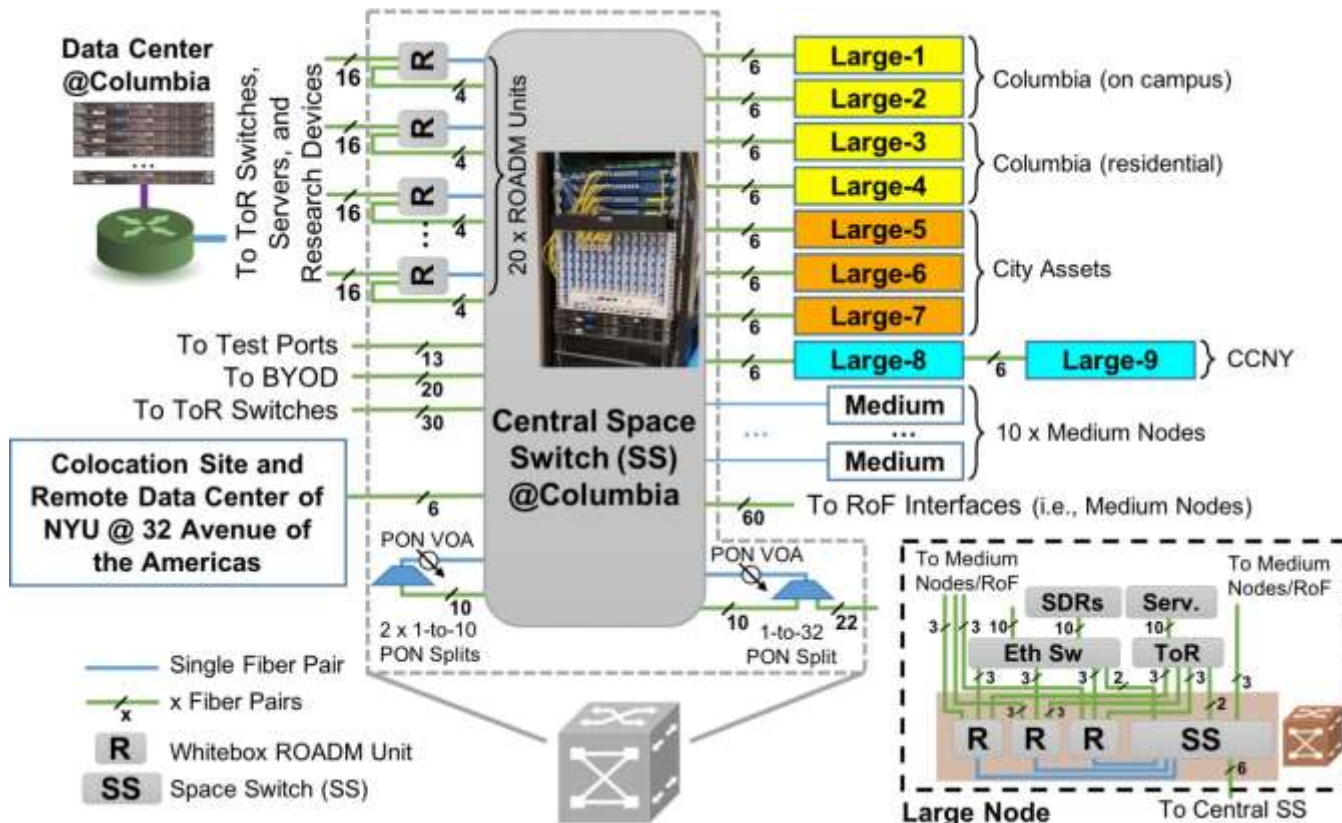 Data Center
@Columbia
...
To ToR Switches,
Servers, and
Research Devices
16
R
4
16
R
4
16
R
4
...
16
R
4
20 x ROADM Units
To Test Ports
13
To BYOD
20
To ToR Switches
30
Colocation Site and
Remote Data Center of
NYU @ 32 Avenue of
the Americas
6
PON VOA
10
2 x 1-to-10
PON Splits
Central Space
Switch (SS)
@Columbia
6
Large-1
6
Large-2
Columbia (on campus)
6
Large-3
6
Large-4
Columbia (residential)
6
Large-5
6
Large-6
6
Large-7
City Assets
6
Large-8
6
Large-9
CCNY
Medium
...
...
Medium
10 x Medium Nodes
60
To RoF Interfaces (i.e., Medium Nodes)
PON VOA
10
22
1-to-32
PON Split
Single Fiber Pair
x
x Fiber Pairs
R
Whitebox ROADM Unit
SS
Space Switch (SS)
To Medium
Nodes/RoF
To Medium
Nodes/RoF
SDRs
Serv.
3
3
10
10
10
Eth Sw
ToR
3
3
3
2
3
3
3
3
3
2
R
R
R
SS
6
Large Node
To Central SS